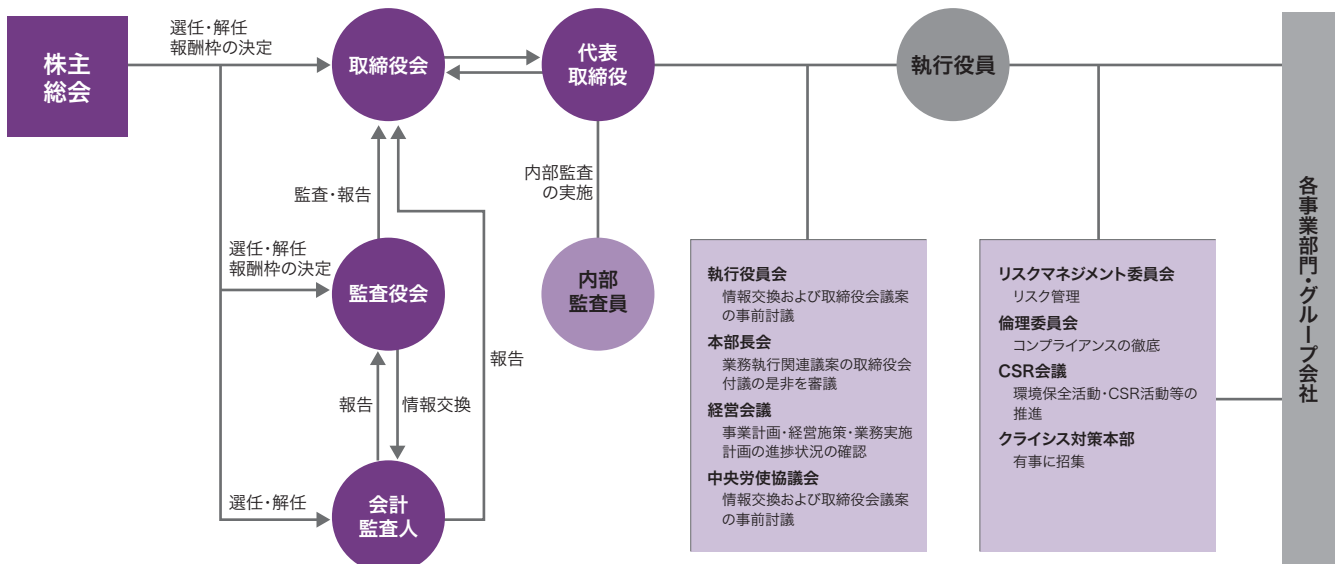 株主
総会
選任・解任
報酬枠の決定
取締役会
代表
取締役
執行役員
各事業部門・グループ会社
監査・報告
内部監査
の実施
選任・解任
報酬枠の決定
監査役会
内部
監査員
報告
報告
情報交換
選任・解任
会計
監査人
執行役員会
情報交換および取締役会議案
の事前討議
本部長会
業務執行関連議案の取締役会
付議の是非を審議
経営会議
事業計画・経営施策・業務実施
計画の進捗状況の確認
中央労使協議会
情報交換および取締役会議案
の事前討議
リスクマネジメント委員会
リスク管理
倫理委員会
コンプライアンスの徹底
CSR会議
環境保全活動・CSR活動等の
推進
クライシス対策本部
有事に招集